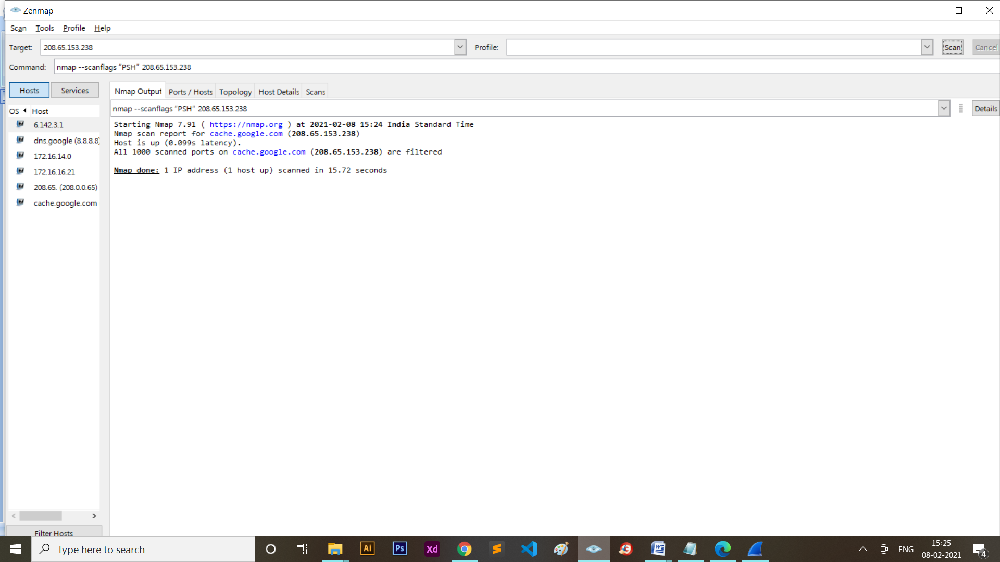 Zenmap
Scan Tools Profile Help
Target: 208.65.153.238 Profile: Scan Cancel
Command: nmap --scanflags “PSH” 208.65.153.238
Hosts Services Nmap Output Ports / Hosts Topology Host Details Scans
nmap --scanflags “PSH” 208.65.153.238 Details
OS Host
6.142.3.1
dns.google (8.8.8.8)
172.16.14.0
172.16.16.21
208.65. (208.0.0.65)
cache.google.com
Starting Nmap 7.91 ( https://nmap.org ) at 2021-02-08 15:24 India Standard Time
Nmap scan report for cache.google.com (208.65.153.238)
Host is up (0.099s latency).
All 1000 scanned ports on cache.google.com (208.65.153.238) are filtered
Nmap done: 1 IP address (1 host up) scanned in 15.72 seconds
Filter Hosts
Type here to search
Ai
Ps
Xd
ENG
15:25
08-02-2021
4